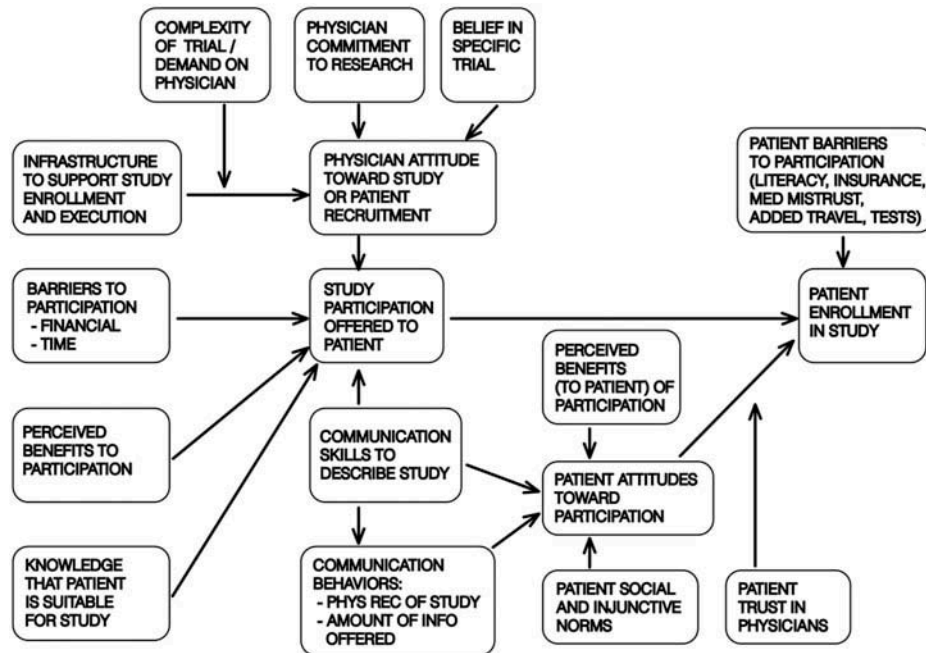 COMPLEXITY
OF TRIAL /
DEMAND ON
PHYSICIAN
PHYSICIAN
COMMITMENT
TO RESEARCH
BELIEF IN
SPECIFIC
TRIAL
INFRASTRUCTURE
TO SUPPORT STUDY
ENROLLMENT
AND EXECUTION
PHYSICIAN ATTITUDE
TOWARD STUDY
OR PATIENT
RECRUITMENT
PATIENT BARRIERS
TO PARTICIPATION
(LITERACY, INSURANCE,
MED MISTRUST,
ADDED TRAVEL, TESTS)
BARRIERS TO
PARTICIPATION
- FINANCIAL
- TIME
STUDY
PARTICIPATION
OFFERED TO
PATIENT
PATIENT
ENROLLMENT
IN STUDY
PERCEIVED
BENEFITS
(TO PATIENT) OF
PARTICIPATION
PERCEIVED
BENEFITS TO
PARTICIPATION
COMMUNICATION
SKILLS TO
DESCRIBE STUDY
PATIENT ATTITUDES
TOWARD
PARTICIPATION
KNOWLEDGE
THAT PATIENT
IS SUITABLE
FOR STUDY
COMMUNICATION
BEHAVIORS:
- PHYS REC OF STUDY
- AMOUNT OF INFO
OFFERED
PATIENT SOCIAL
AND INJUNCTIVE
NORMS
PATIENT
TRUST IN
PHYSICIANS